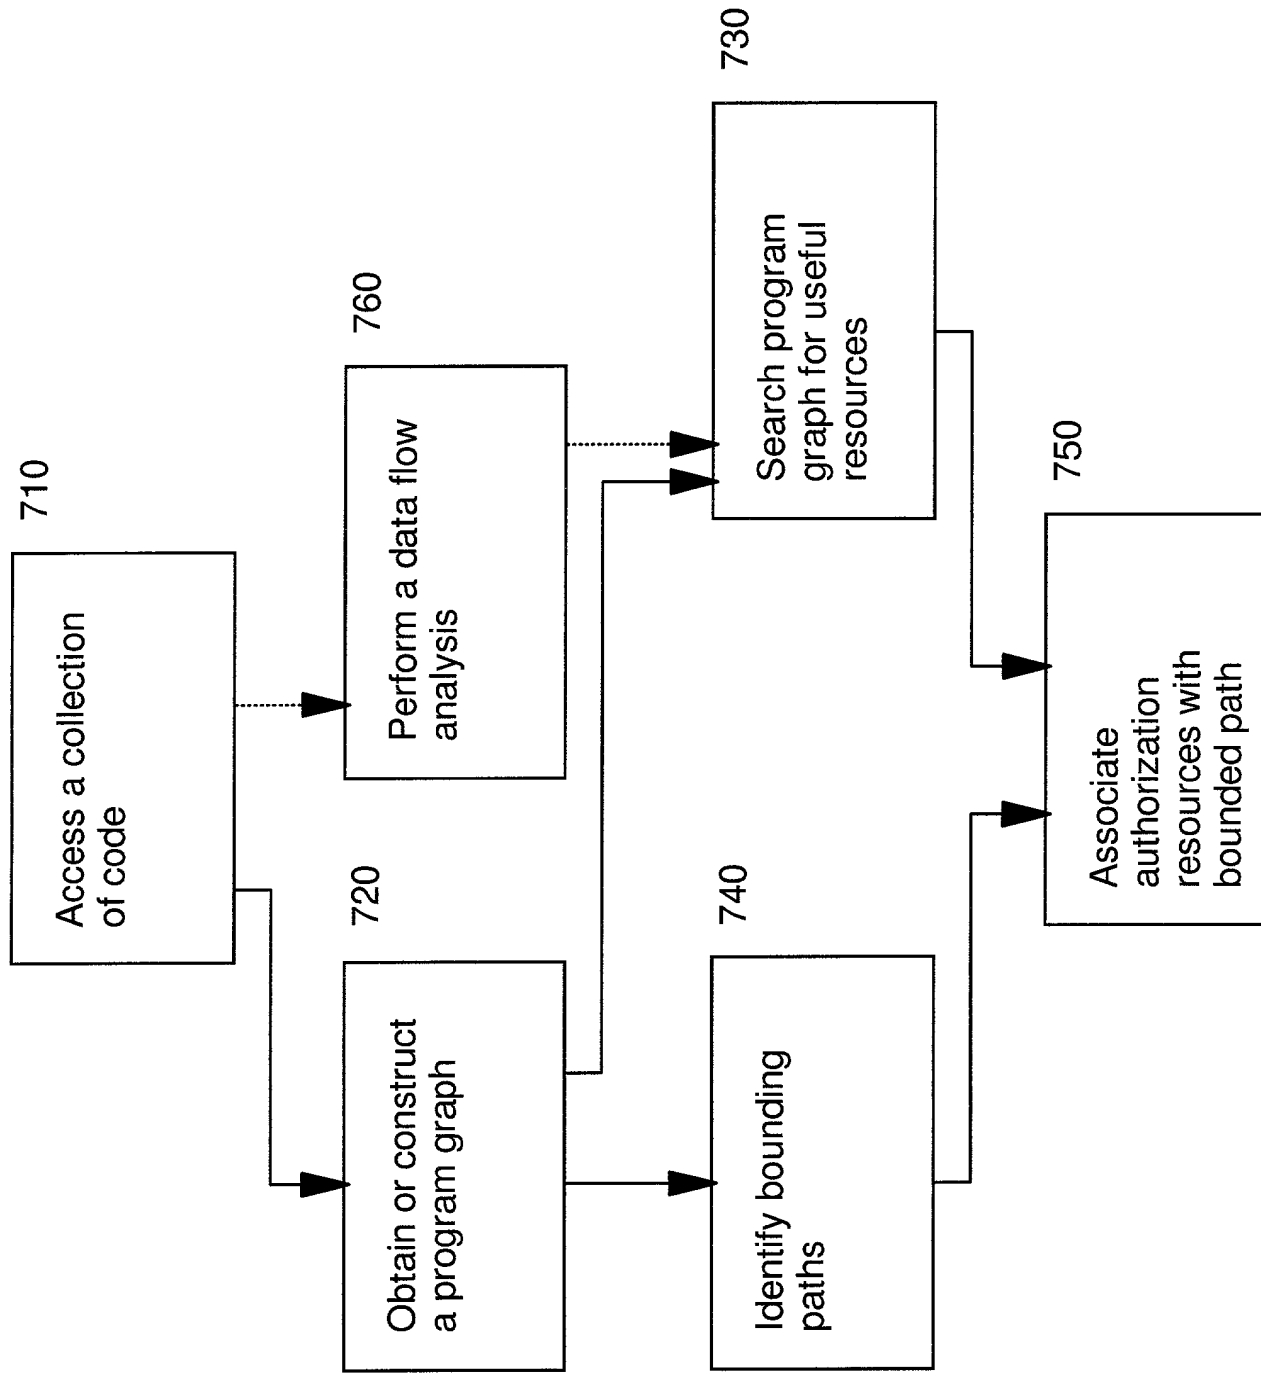 710
Access a collection
of code
720
Obtain or construct
a program graph
760
Perform a data flow
analysis
740
Identify bounding
paths
730
Search program
graph for useful
resources
750
Associate
authorization
resources with
bounded path